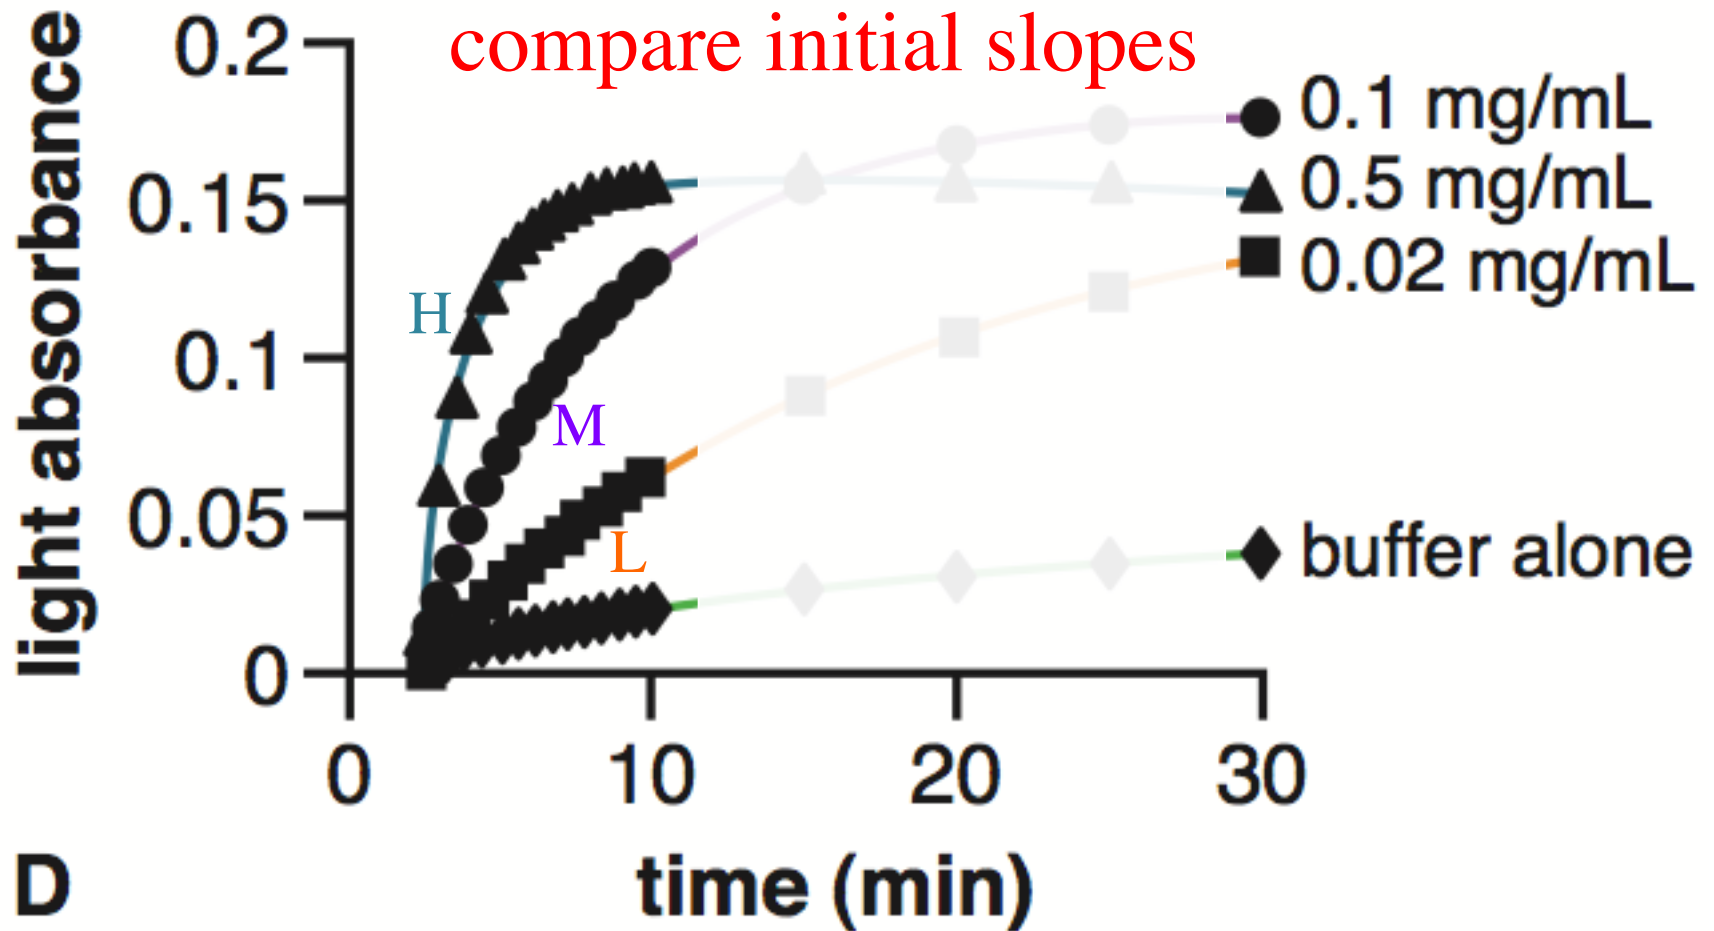 compare initial slopes
light absorbance
0.2
0.15
0.1
0.05
0
H
M
L
0.1 mg/mL
0.5 mg/mL
0.02 mg/mL
buffer alone
0
10
20
30
D
time (min)